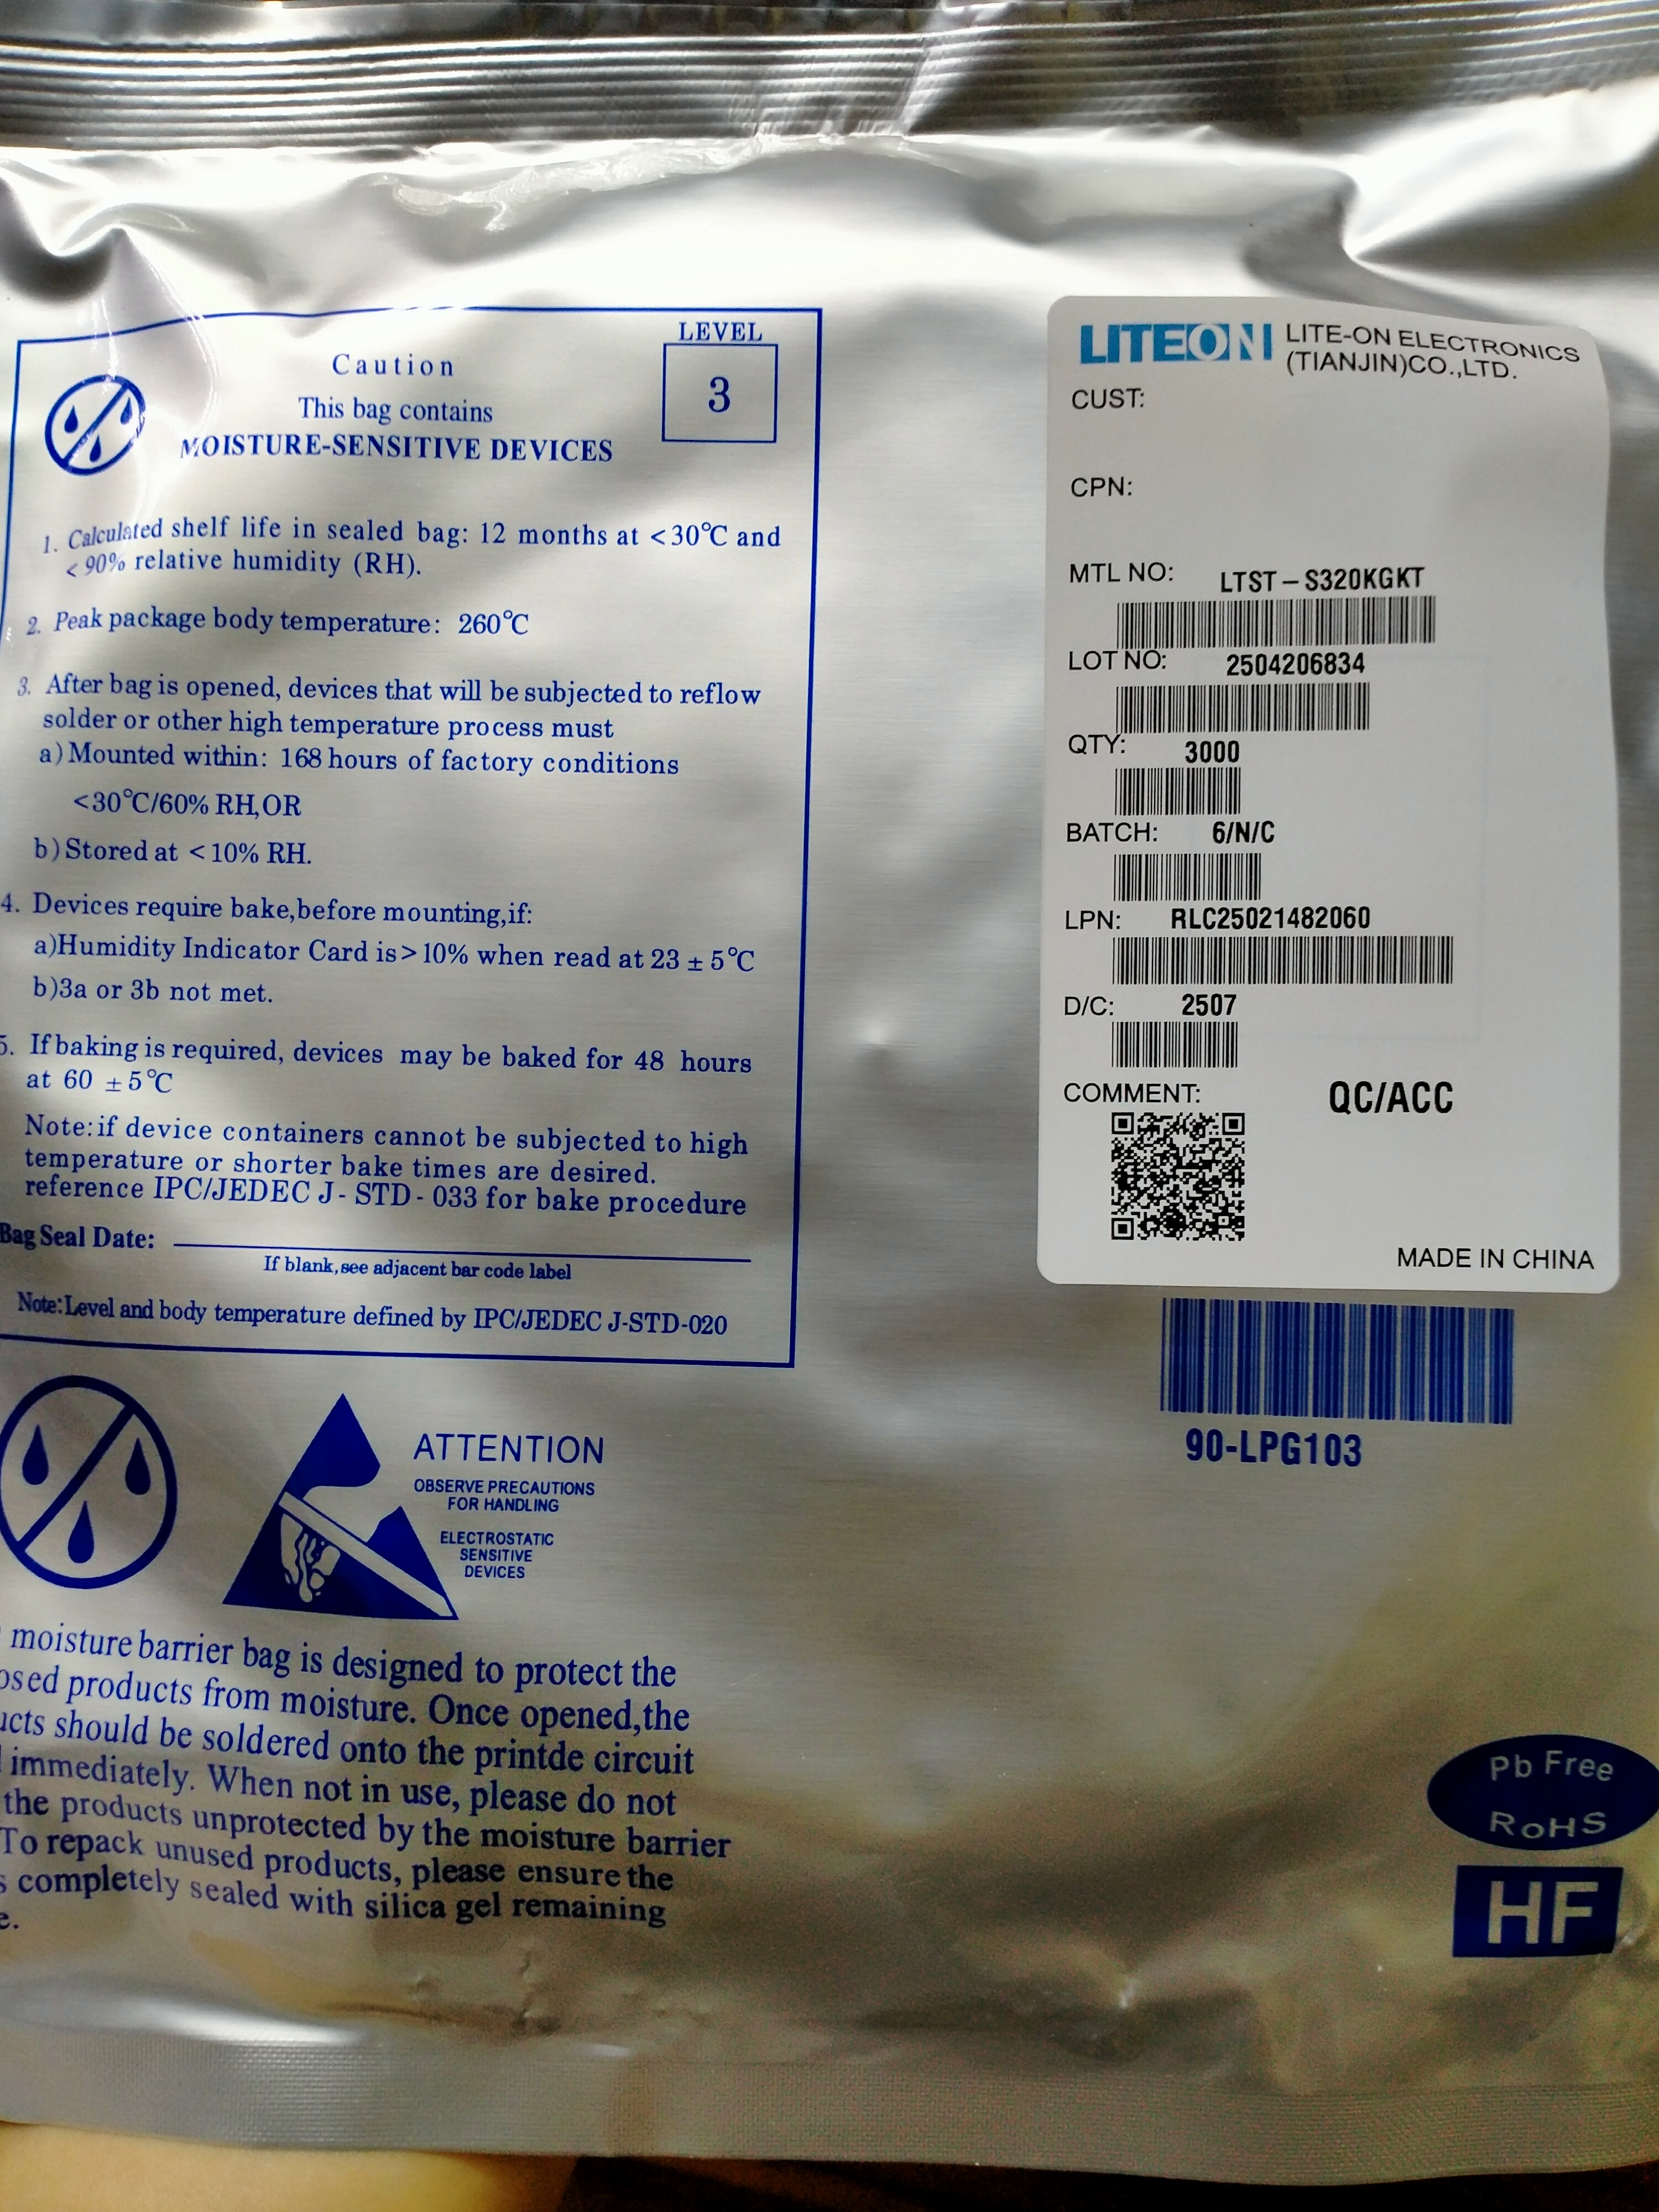 LEVEL
3
Caution
This bag contains
MOISTURE-SENSITIVE DEVICES
1. Calculated shelf life in sealed bag: 12 months at <30℃ and
<90% relative humidity (RH).
2. Peak package body temperature: 260℃
3. After bag is opened, devices that will be subjected to reflow
solder or other high temperature process must
a) Mounted within: 168 hours of factory conditions
<30℃/60% RH,OR
b) Stored at <10% RH.
4. Devices require bake,before mounting,if:
a)Humidity Indicator Card is>10% when read at 23 ± 5℃
b)3a or 3b not met.
5. If baking is required, devices may be baked for 48 hours
at 60 ±5℃
Note:if device containers cannot be subjected to high
temperature or shorter bake times are desired.
reference IPC/JEDEC J-STD-033 for bake procedure
Bag Seal Date:
If blank,see adjacent bar code label
Note:Level and body temperature defined by IPC/JEDEC J-STD-020
ATTENTION
OBSERVE PRECAUTIONS
FOR HANDLING
ELECTROSTATIC
SENSITIVE
DEVICES
moisture barrier bag is designed to protect the
products from moisture. Once opened,the
should be soldered onto the printde circuit
immediately. When not in use, please do not
the products unprotected by the moisture barrier
To repack unused products, please ensure the
completely sealed with silica gel remaining
LITEON LITE-ON ELECTRONICS
(TIANJIN)CO.,LTD.
CUST:
CPN:
MTL NO: LTST-S320KGKT
LOT NO: 2504206834
QTY: 3000
BATCH: 6/N/C
LPN: RLC25021482060
D/C: 2507
COMMENT: QC/ACC
MADE IN CHINA
90-LPG103
Pb Free
RoHS
HF